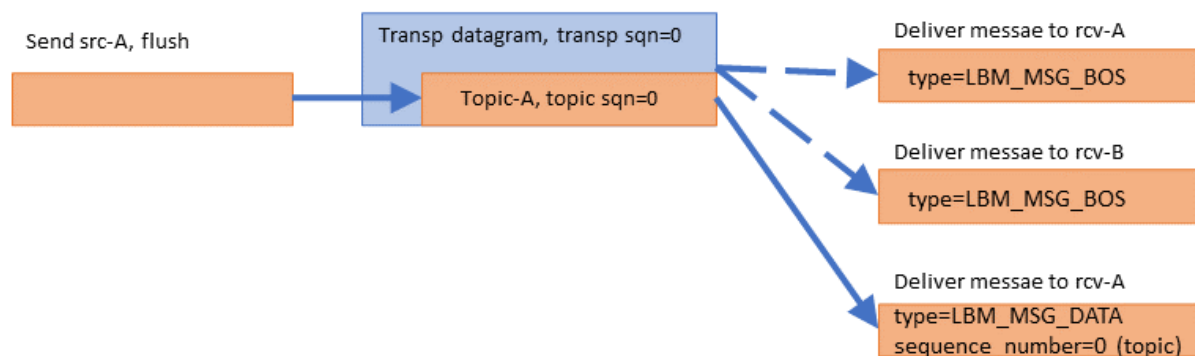 Send src-A, flush
Transp datagram, transp sqn=0
Topic-A, topic sqn=0
Deliver messae to rcv-A
type=LBM_MSG_BOS
Deliver messae to rcv-B
type=LBM_MSG_BOS
Deliver messae to rcv-A
type=LBM_MSG_DATA
sequence_number=0 (topic)